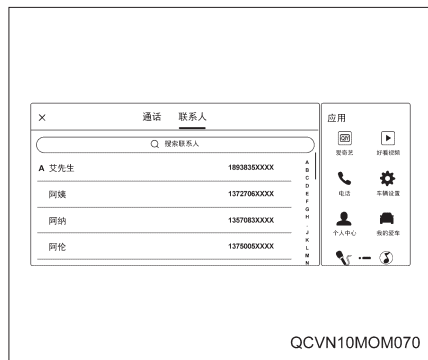 × 通话 联系人
搜索联系人
A 艾先生 1893835XXXX
阿姨 1372706XXXX
阿纳 1357083XXXX
阿伦 1375005XXXX
A
B
C
D
E
F
G
H
.
J
K
L
M
N
应用
爱奇艺 好看视频
电话 车辆设置
个人中心 我的爱车
QCVN10MOM070